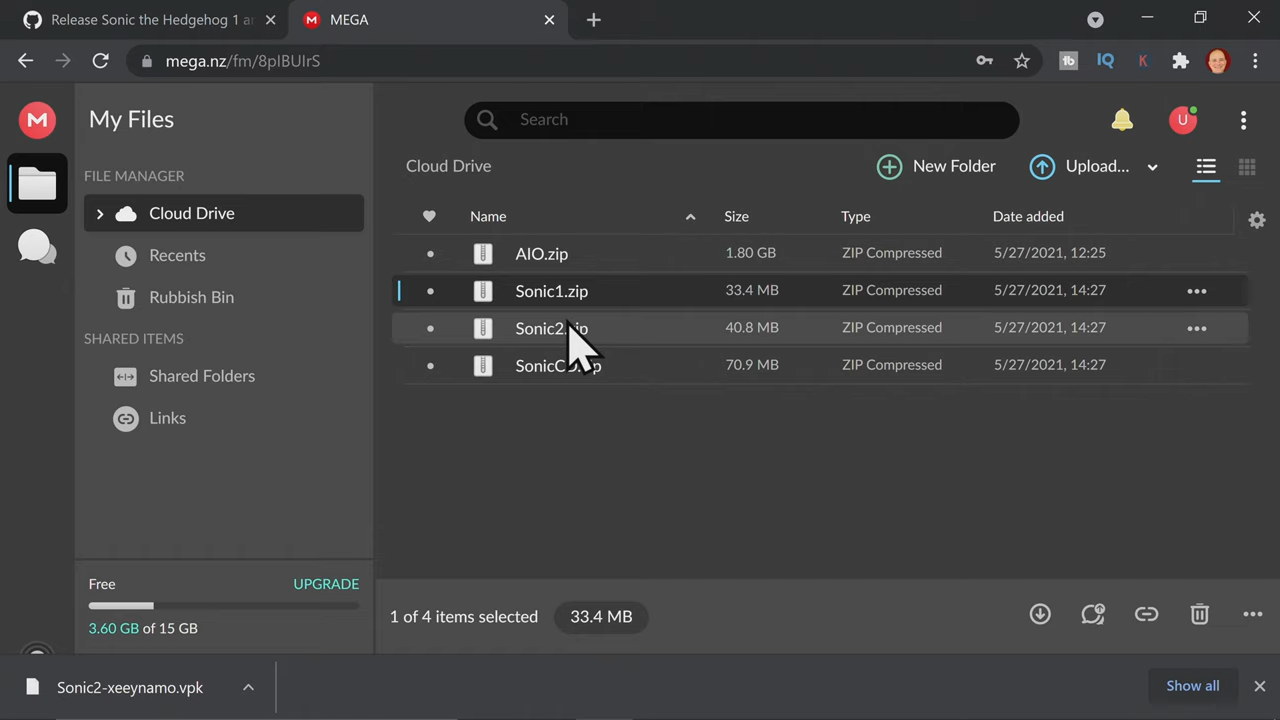 Release Sonic the Hedgehog 1 a
MEGA
mega.nz/fm/8pIBUIrS
My Files
Search
FILE MANAGER
Cloud Drive
New Folder
Upload...
Cloud Drive
Name
Size
Type
Date added
Recents
AIO.zip
1.80 GB
ZIP Compressed
5/27/2021, 12:25
Rubbish Bin
Sonic1.zip
33.4 MB
ZIP Compressed
5/27/2021, 14:27
SHARED ITEMS
Sonic2.zip
40.8 MB
ZIP Compressed
5/27/2021, 14:27
Shared Folders
70.9 MB
ZIP Compressed
5/27/2021, 14:27
Links
Free
UPGRADE
3.60 GB of 15 GB
1 of 4 items selected
33.4 MB
Sonic2-xeeynamo.vpk
Show all